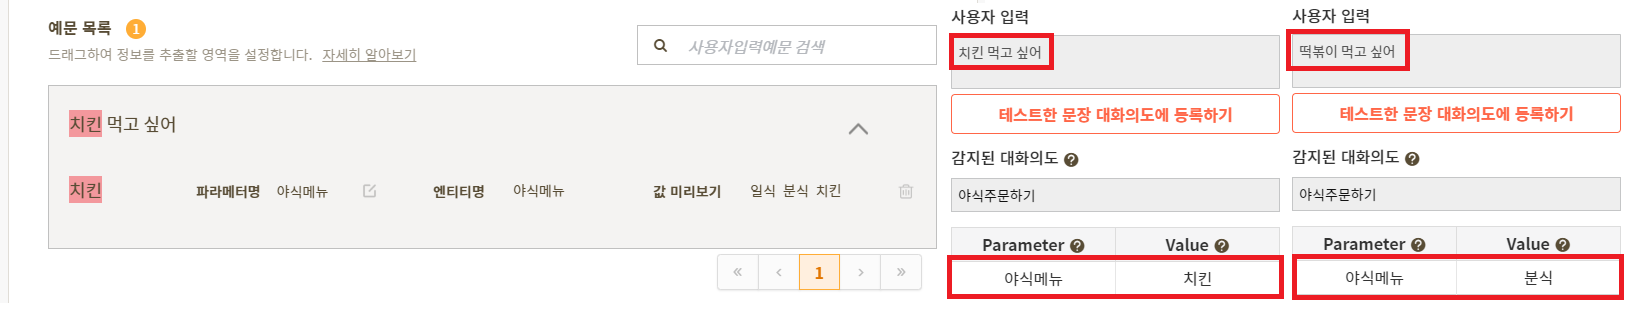 예문 목록 1
드래그하여 정보를 추출할 영역을 설정합니다. 자세히 알아보기
사용자입력예문 검색
치킨 먹고 싶어
치킨 파라메터명 야식메뉴 엔티티명 야식메뉴 값 미리보기 일식 분식 치킨
« ‹ 1 › »
사용자 입력
치킨 먹고 싶어
테스트한 문장 대화의도에 등록하기
감지된 대화의도 ?
야식주문하기
Parameter ? Value ?
야식메뉴 치킨
사용자 입력
떡볶이 먹고 싶어
테스트한 문장 대화의도에 등록하기
감지된 대화의도 ?
야식주문하기
Parameter ? Value ?
야식메뉴 분식